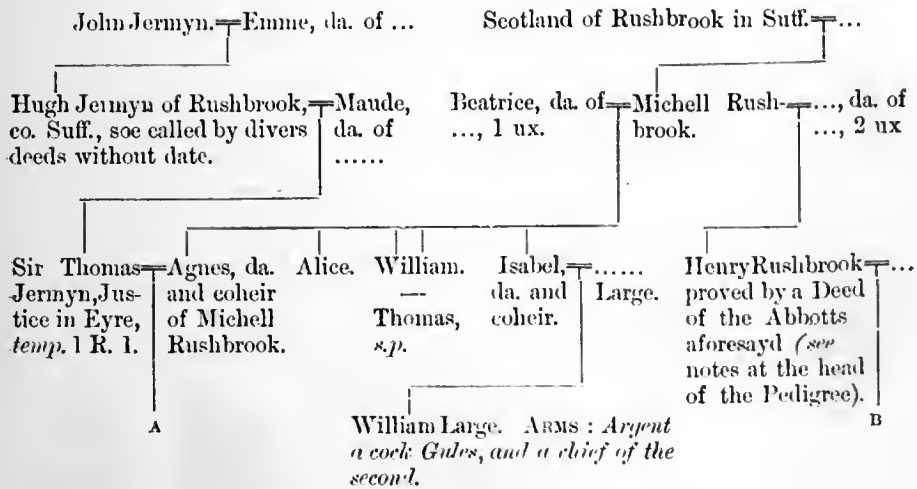 John Jermyn.=Emme, da. of ... Scotland of Rushbrook in Suff.=...
Hugh Jermyn of Rushbrook,=Maude,
co. Suff., soe called by divers da. of
deeds without date. ......
Beatrice, da. of=Michell Rush-=..., da. of
..., 1 ux. brook. ..., 2 ux
Sir Thomas=Agnes, da.
Jermyn, Jus- and coheir
tice in Eyre, of Michell
temp. 1 R. 1. Rushbrook.
Alice.
William.
—
Thomas,
s.p.
Isabel,=......
da. and Large.
coheir.
Henry Rushbrook=...
proved by a Deed
of the Abbotts
aforesayd (see
notes at the head
of the Pedigree).
A
B
William Large. ARMS : Argent
a cock Gules, and a chief of the
second.